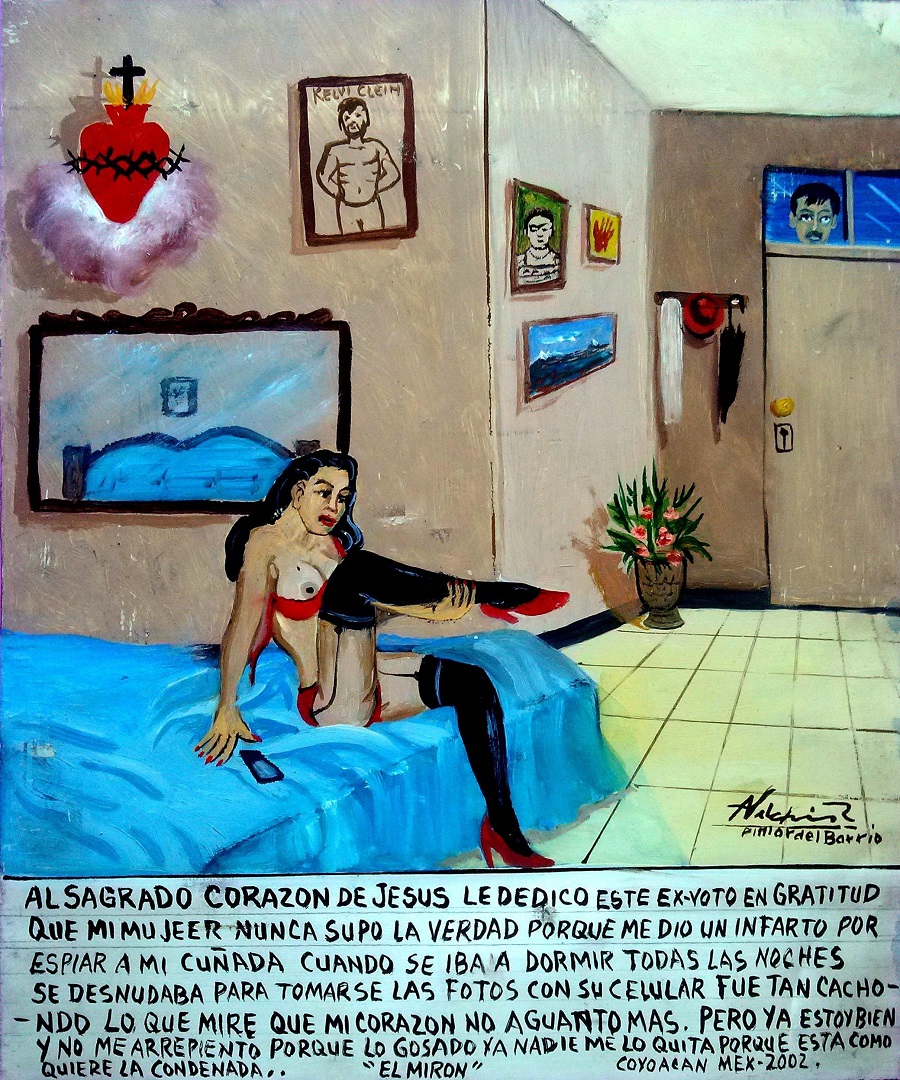 KELVI CLEIN
Pintor del Barrio
AL SAGRADO CORAZON DE JESUS LE DEDICO ESTE EX-VOTO EN GRATITUD
QUE MI MUJEER NUNCA SUPO LA VERDAD PORQUE ME DIO UN INFARTO POR
ESPIAR A MI CUÑADA CUANDO SE IBA A DORMIR TODAS LAS NOCHES
SE DESNUDABA PARA TOMARSE LAS FOTOS CON SU CELULAR FUE TAN CACHO-
-NDO LO QUE MIRE QUE MI CORAZON NO AGUANTO MAS. PERO YA ESTOY BIEN
Y NO ME ARREPIENTO PORQUE LO GOSADO YA NADIE ME LO QUITA PORQUE ESTA COMO
QUIERE LA CONDENADA.. "EL MIRON" COYOACAN MEX-2002.